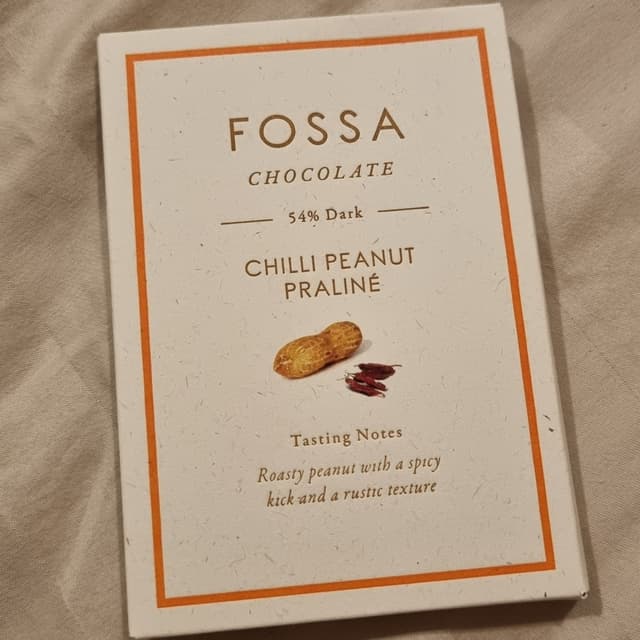 FOSSA
CHOCOLATE
54% Dark
CHILLI PEANUT
PRALINÉ
Tasting Notes
Roasty peanut with a spicy
kick and a rustic texture